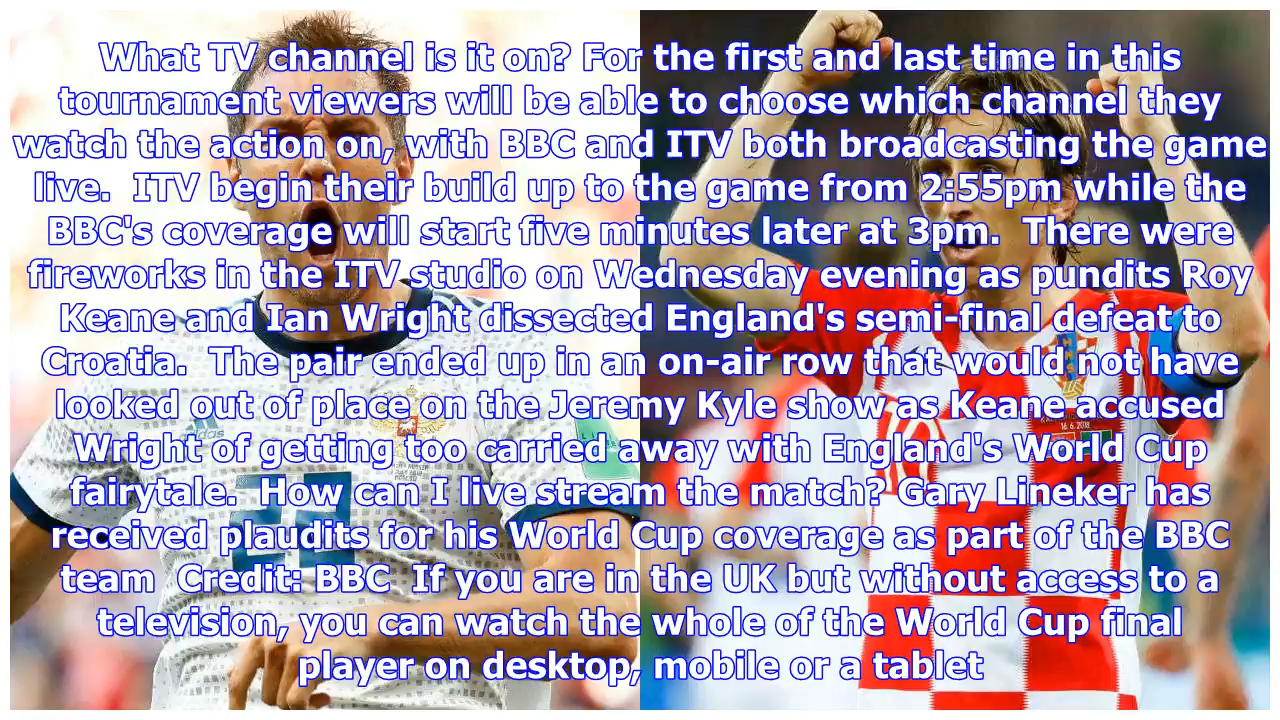 What TV channel is it on? For the first and last time in this
tournament viewers will be able to choose which channel they
watch the action on, with BBC and ITV both broadcasting the game
live.  ITV begin their build up to the game from 2:55pm while the
BBC's coverage will start five minutes later at 3pm.  There were
fireworks in the ITV studio on Wednesday evening as pundits Roy
Keane and Ian Wright dissected England's semi-final defeat to
Croatia.  The pair ended up in an on-air row that would not have
looked out of place on the Jeremy Kyle show as Keane accused
Wright of getting too carried away with England's World Cup
fairytale.  How can I live stream the match? Gary Lineker has
received plaudits for his World Cup coverage as part of the BBC
team  Credit: BBC  If you are in the UK but without access to a
television, you can watch the whole of the World Cup final
player on desktop, mobile or a tablet
adidas
22
16.6.2018